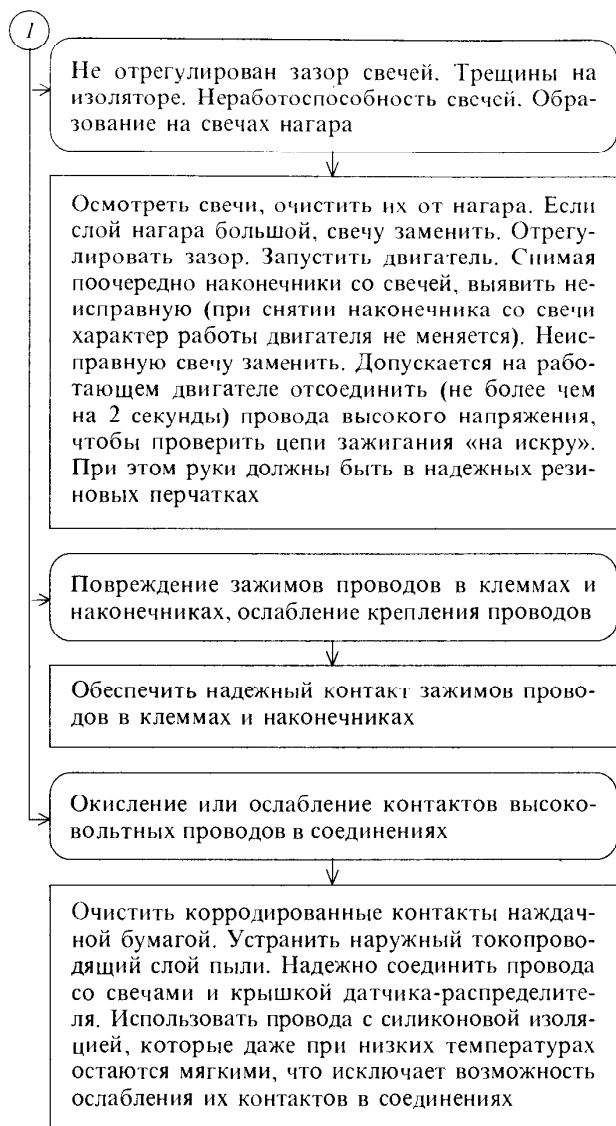 1
Не отрегулирован зазор свечей. Трещины на
изоляторе. Неработоспособность свечей. Обра-
зование на свечах нагара
Осмотреть свечи, очистить их от нагара. Если
слой нагара большой, свечу заменить. Отрегу-
лировать зазор. Запустить двигатель. Снимая
поочередно наконечники со свечей, выявить не-
исправную (при снятии наконечника со свечи
характер работы двигателя не меняется). Неис-
правную свечу заменить. Допускается на рабо-
тающем двигателе отсоединить (не более чем
на 2 секунды) провода высокого напряжения,
чтобы проверить цепи зажигания «на искру».
При этом руки должны быть в надежных рези-
новых перчатках
Повреждение зажимов проводов в клеммах и
наконечниках, ослабление крепления проводов
Обеспечить надежный контакт зажимов прово-
дов в клеммах и наконечниках
Окисление или ослабление контактов высоко-
вольтных проводов в соединениях
Очистить корродированные контакты наждач-
ной бумагой. Устранить наружный токопрово-
дящий слой пыли. Надежно соединить провода
со свечами и крышкой датчика-распределите-
ля. Использовать провода с силиконовой изоля-
цией, которые даже при низких температурах
остаются мягкими, что исключает возможность
ослабления их контактов в соединениях